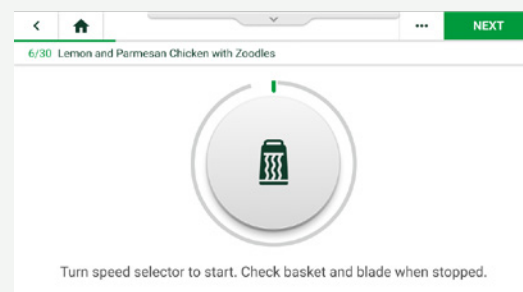 NEXT
6/30 Lemon and Parmesan Chicken with Zoodles
Turn speed selector to start. Check basket and blade when stopped.